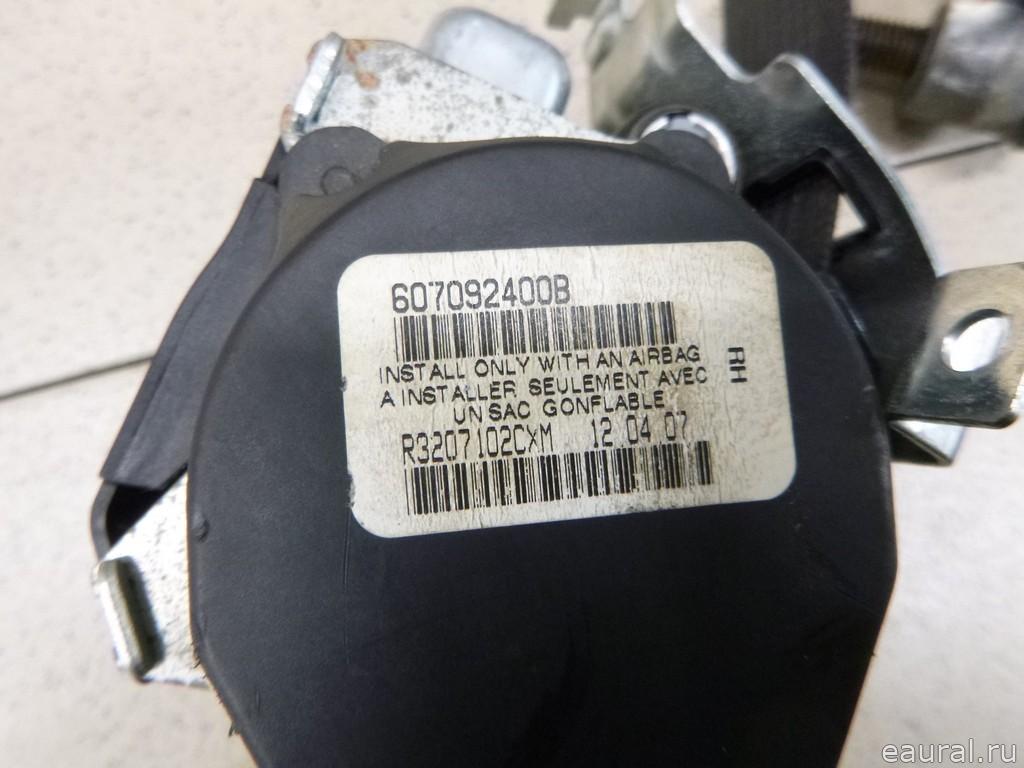 607092400B
INSTALL ONLY WITH AN AIRBAG
A INSTALLER SEULEMENT AVEC
UN SAC GONFLABLE
RH
R3207102CXM 12 04 07
eaural.ru